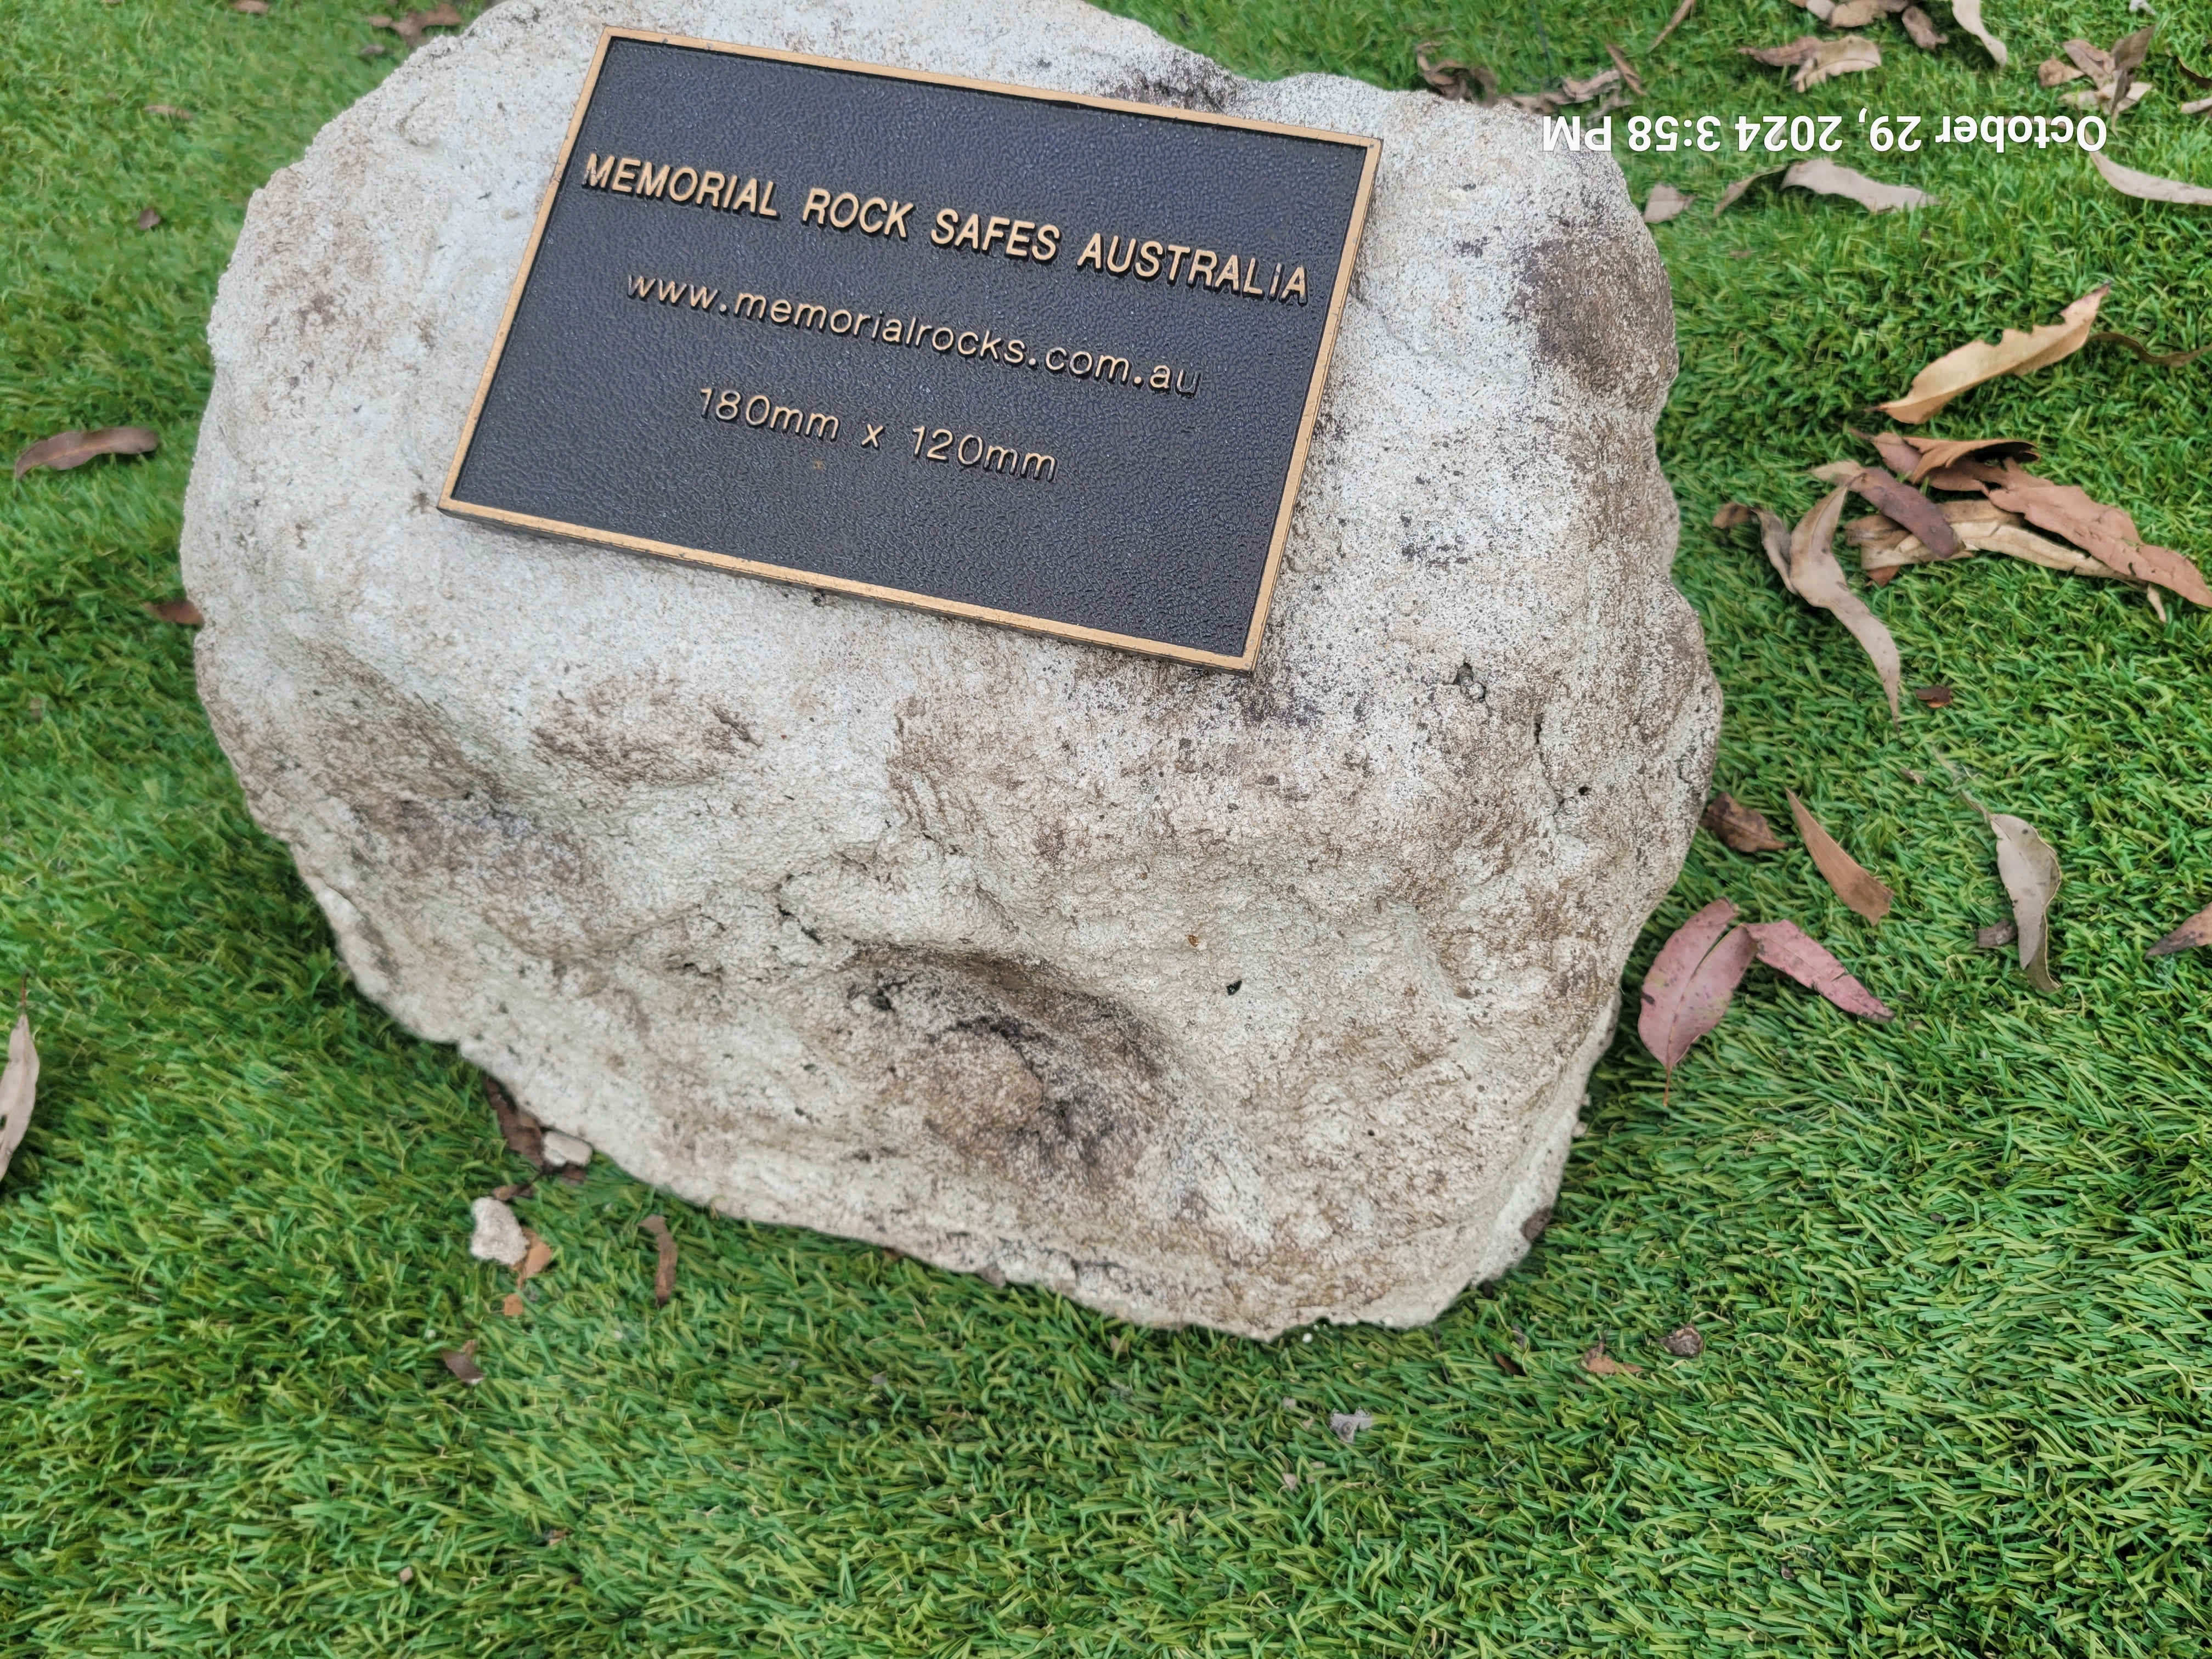 MEMORIAL ROCK SAFES AUSTRALIA
www.memorialrocks.com.au
180mm x 120mm
October 29, 2024 3:58 PM